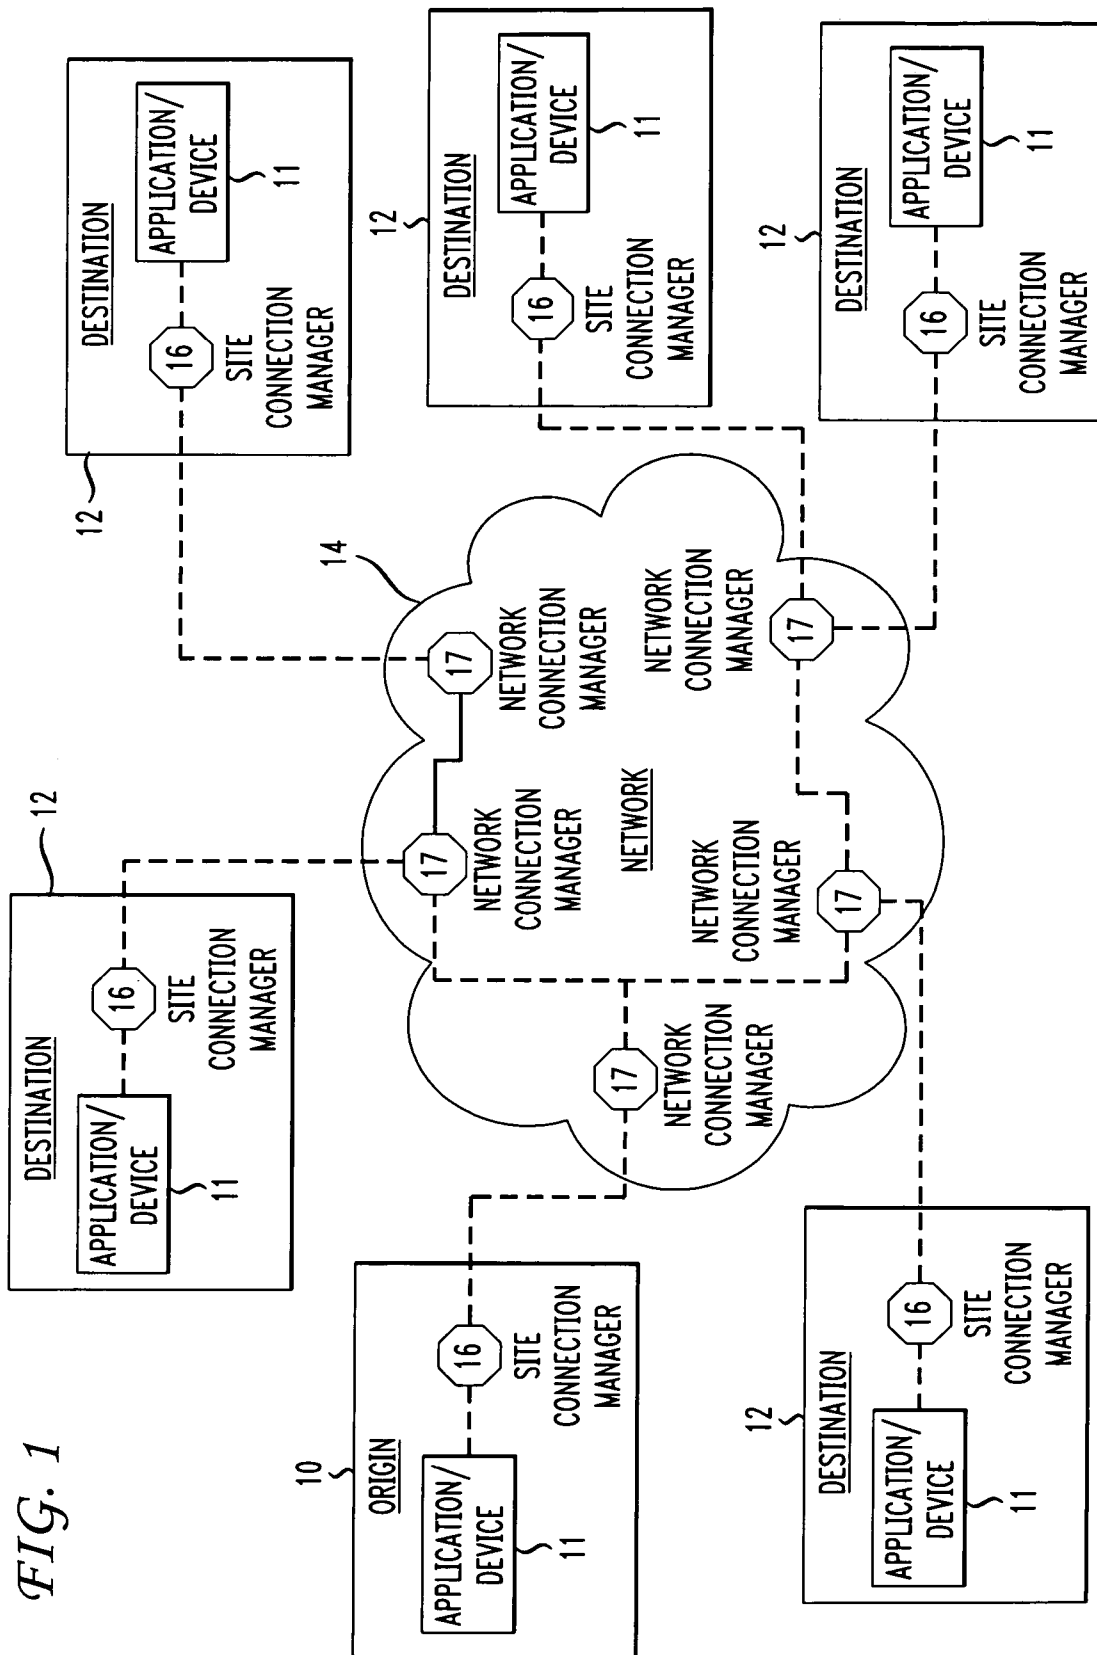 FIG. 1
12
DESTINATION
APPLICATION/
DEVICE
11
16
SITE
CONNECTION
MANAGER
12
DESTINATION
16
SITE
CONNECTION
MANAGER
APPLICATION/
DEVICE
11
10
ORIGIN
APPLICATION/
DEVICE
11
16
SITE
CONNECTION
MANAGER
14
17
NETWORK
CONNECTION
MANAGER
17
NETWORK
CONNECTION
MANAGER
17
NETWORK
CONNECTION
MANAGER
NETWORK
NETWORK
CONNECTION
MANAGER
17
NETWORK
CONNECTION
MANAGER
17
12
DESTINATION
16
SITE
CONNECTION
MANAGER
APPLICATION/
DEVICE
11
12
DESTINATION
APPLICATION/
DEVICE
11
16
SITE
CONNECTION
MANAGER
12
DESTINATION
16
SITE
CONNECTION
MANAGER
APPLICATION/
DEVICE
11